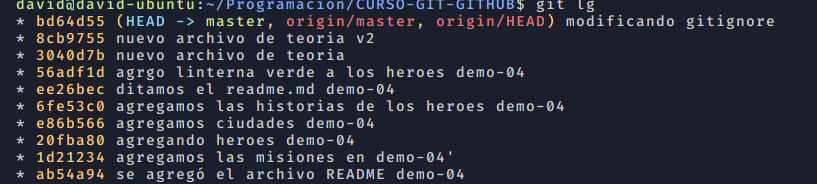 david@david-ubuntu:~/Programacion/CURSO-GIT-GITHUB$ git lg
* bd64d55 (HEAD -> master, origin/master, origin/HEAD) modificando gitignore
* 8cb9755 nuevo archivo de teoria v2
* 3040d7b nuevo archivo de teoria
* 56adf1d agrgo linterna verde a los heroes demo-04
* ee26bec ditamos el readme.md demo-04
* 6fe53c0 agregamos las historias de los heroes demo-04
* e86b566 agregamos ciudades demo-04
* 20fba80 agregando heroes demo-04
* 1d21234 agregamos las misiones en demo-04'
* ab54a94 se agregó el archivo README demo-04